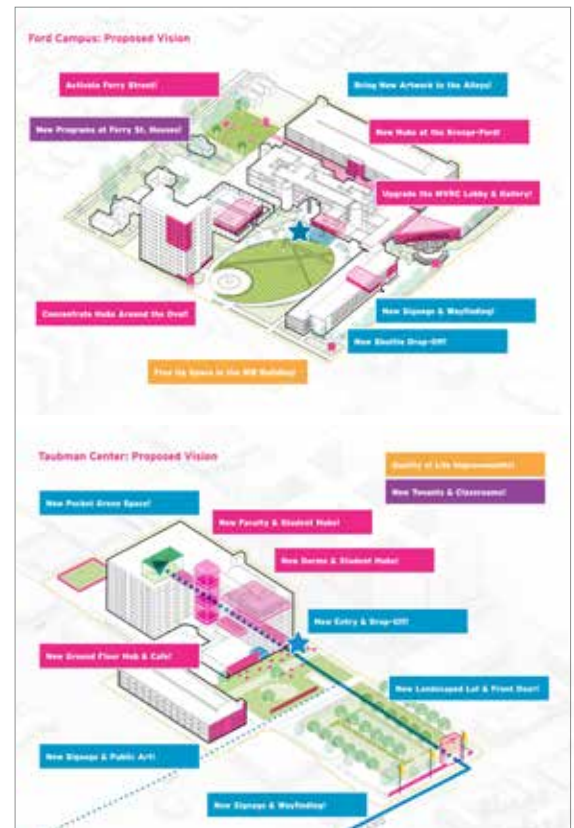 Ford Campus: Proposed Vision
Activate Ferry Street!
Bring New Artwork to the Alleys!
New Programs at Ferry St. Houses!
New Hubs at the Kresge-Ford!
Upgrade the MVRC Lobby & Gallery!
Concentrate Hubs Around the Oval!
New Signage & Wayfinding!
New Shuttle Drop-Off!
Free Up Space in the Building!
Taubman Center: Proposed Vision
Quality of Life Improvements!
New Tenants & Classrooms!
New Pocket Green Space!
New Faculty & Student Hubs!
New Dorms & Student Hubs!
New Entry & Drop-Off!
New Ground Floor Hub & Cafe!
New Landscaped Lot & Front Door!
New Signage & Public Art!
New Signage & Wayfinding!